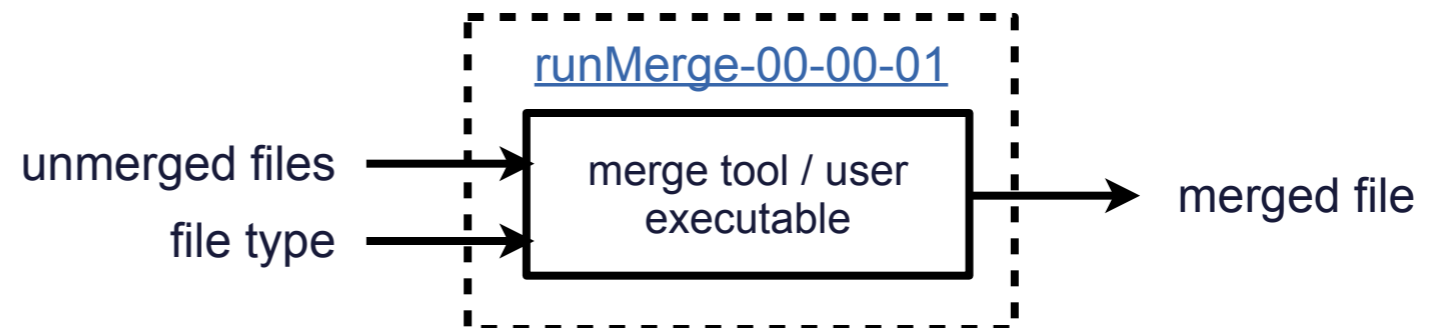 runMerge-00-00-01
unmerged files
file type
merge tool / user
executable
merged file